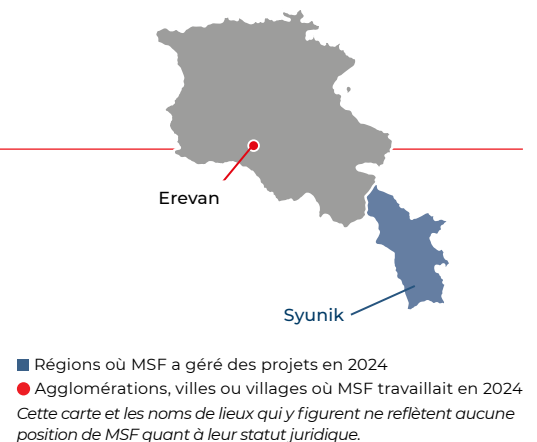 Erevan
Syunik
Régions où MSF a géré des projets en 2024
Agglomérations, villes ou villages où MSF travaillait en 2024
Cette carte et les noms de lieux qui y figurent ne reflètent aucune
position de MSF quant à leur statut juridique.